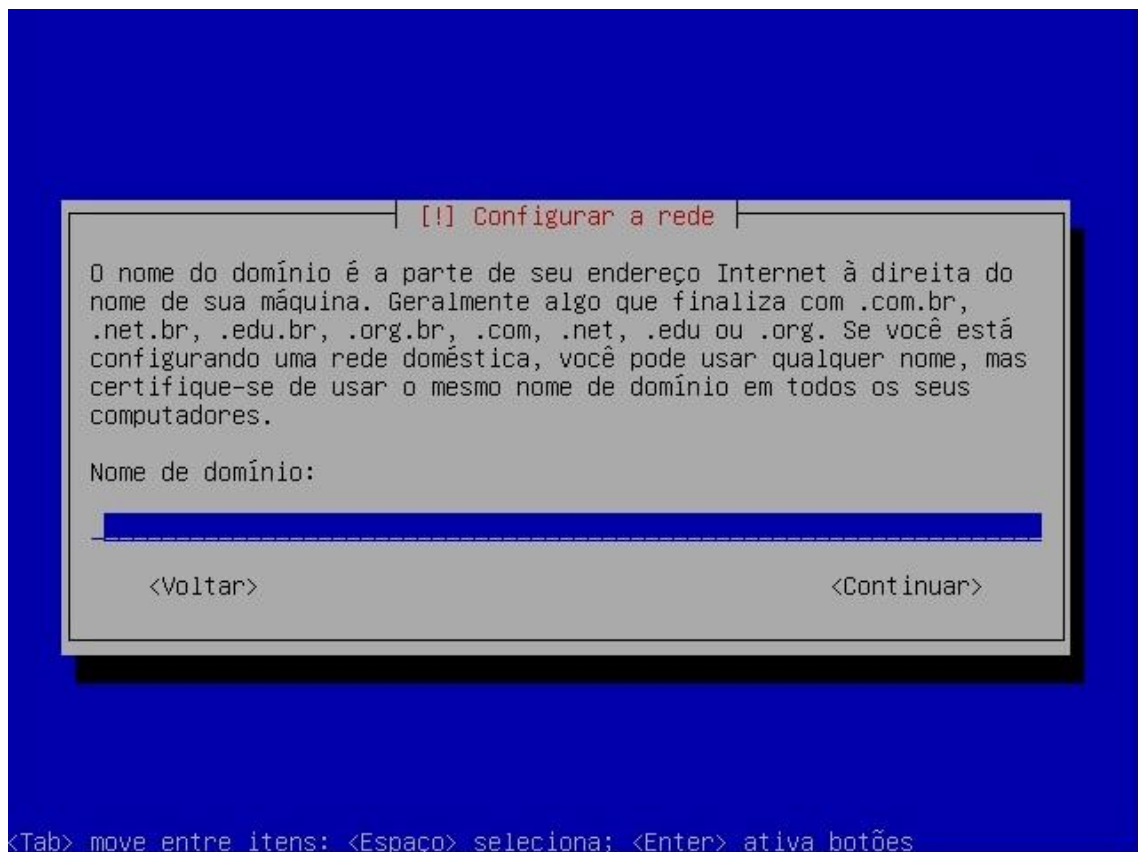 [!] Configurar a rede
O nome do domínio é a parte de seu endereço Internet à direita do
nome de sua máquina. Geralmente algo que finaliza com .com.br,
.net.br, .edu.br, .org.br, .com, .net, .edu ou .org. Se você está
configurando uma rede doméstica, você pode usar qualquer nome, mas
certifique-se de usar o mesmo nome de domínio em todos os seus
computadores.
Nome de domínio:
<Voltar> <Continuar>
<Tab> move entre itens; <Espaço> seleciona; <Enter> ativa botões